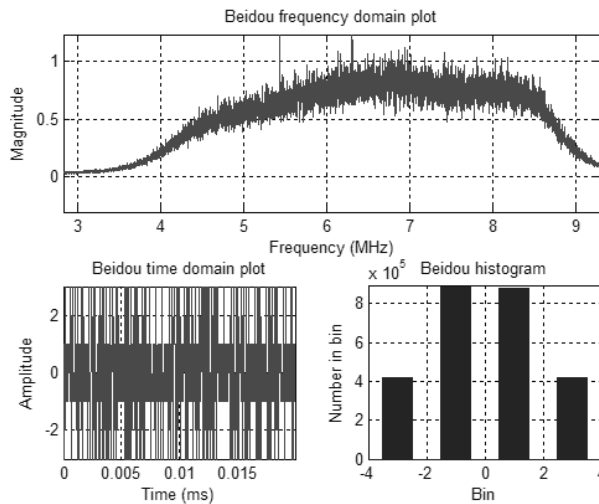 Beidou frequency domain plot
1
0.5
0
Magnitude
3 4 5 6 7 8 9
Frequency (MHz)
Beidou time domain plot
2
0
-2
Amplitude
0 0.005 0.01 0.015
Time (ms)
x 10^5 Beidou histogram
8
6
4
2
0
Number in bin
-4 -2 0 2 4
Bin